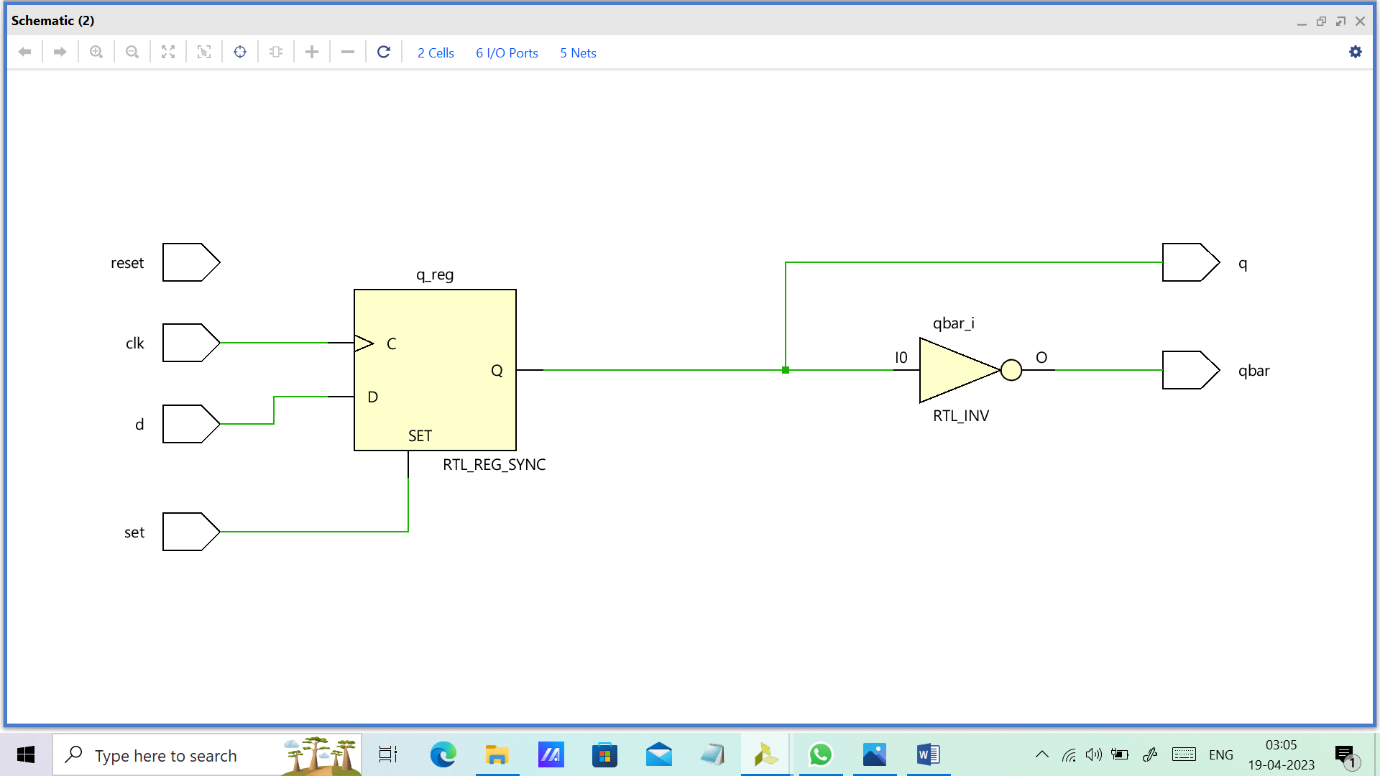 Schematic (2)
2 Cells 6 I/O Ports 5 Nets
reset
q_reg
q
clk
C
qbar_i
I0
O
Q
qbar
D
d
RTL_INV
SET
RTL_REG_SYNC
set
Type here to search
ENG
03:05
19-04-2023
1
W